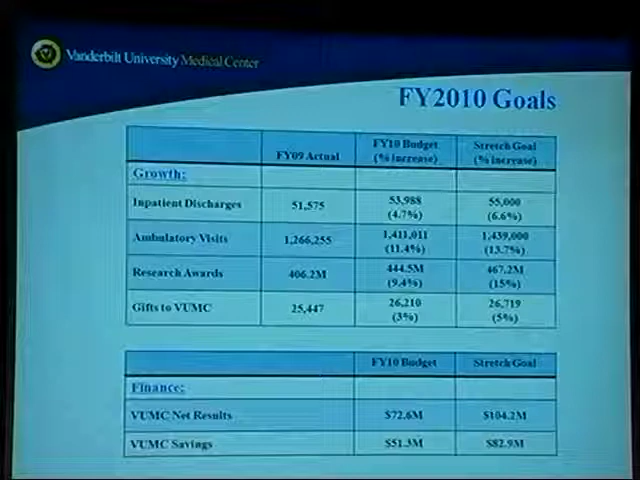 Vanderbilt University Medical Center
FY2010 Goals
FY09 Actual FY10 Budget (% increase) Stretch Goal (% increase)
Growth:
Inpatient Discharges 51,575 53,988 (4.7%) 55,000 (6.6%)
Ambulatory Visits 1,266,255 1,411,011 (11.4%) 1,439,000 (13.7%)
Research Awards 406.2M 444.5M (9.4%) 467.2M (15%)
Gifts to VUMC 25,447 26,210 (3%) 26,719 (5%)
FY10 Budget Stretch Goal
Finance:
VUMC Net Results $72.6M $104.2M
VUMC Savings $51.3M $82.9M